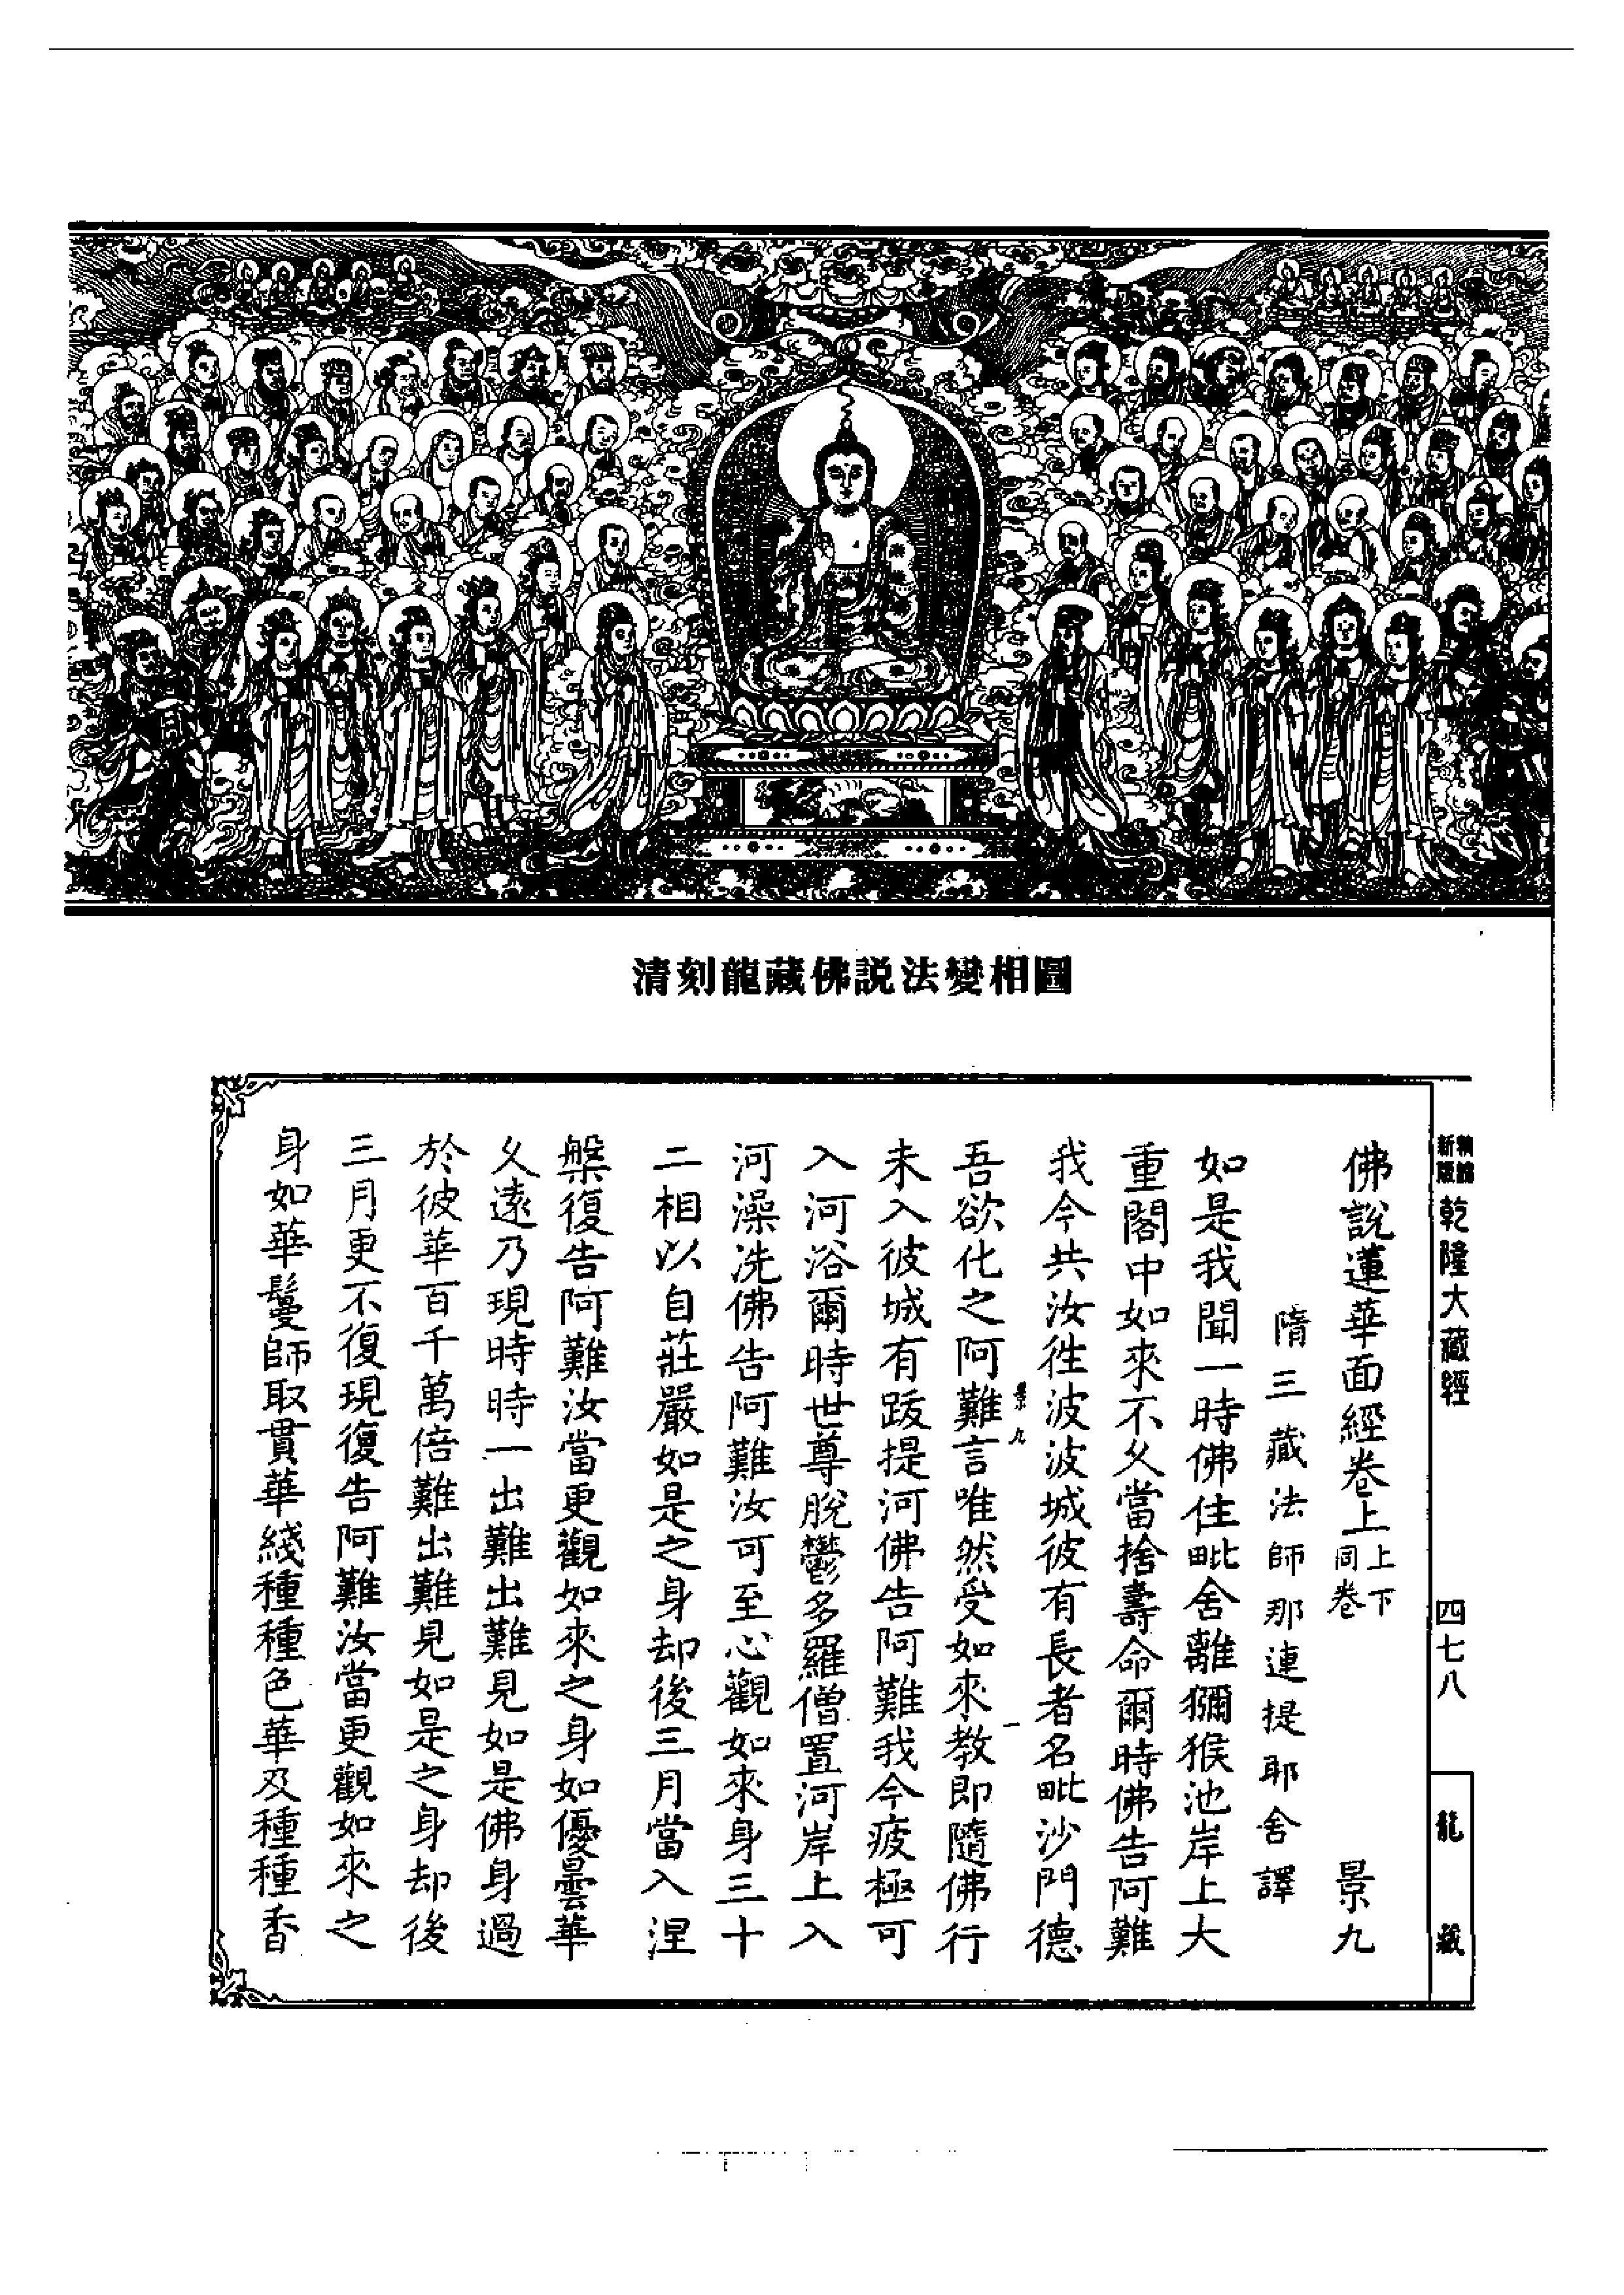 清刻龍藏佛説法變相圖
新版
乾隆大藏經
四七八
龍藏
佛說蓮華面經卷上 上下同卷 景九
隋三藏法師那連提耶舍譯
如是我聞一時佛住毗舍離獼猴池岸上大
重閣中如來不久當捨壽命爾時佛告阿難
我今共汝徃波波城彼有長者名毗沙門德
景九 一
吾欲化之阿難言唯然受如來教即隨佛行
未入彼城有跋提河佛告阿難我今疲極可
入河浴爾時世尊脫鬱多羅僧置河岸上入
河澡洗佛告阿難汝可至心觀如來身三十
二相以自莊嚴如是之身却後三月當入涅
槃復告阿難汝當更觀如來之身如優曇華
久遠乃現時時一出難出難見如是佛身過
於彼華百千萬倍難出難見如是之身却後
三月更不復現復告阿難汝當更觀如來之
身如華鬘師取貫華綫種種色華及種種香